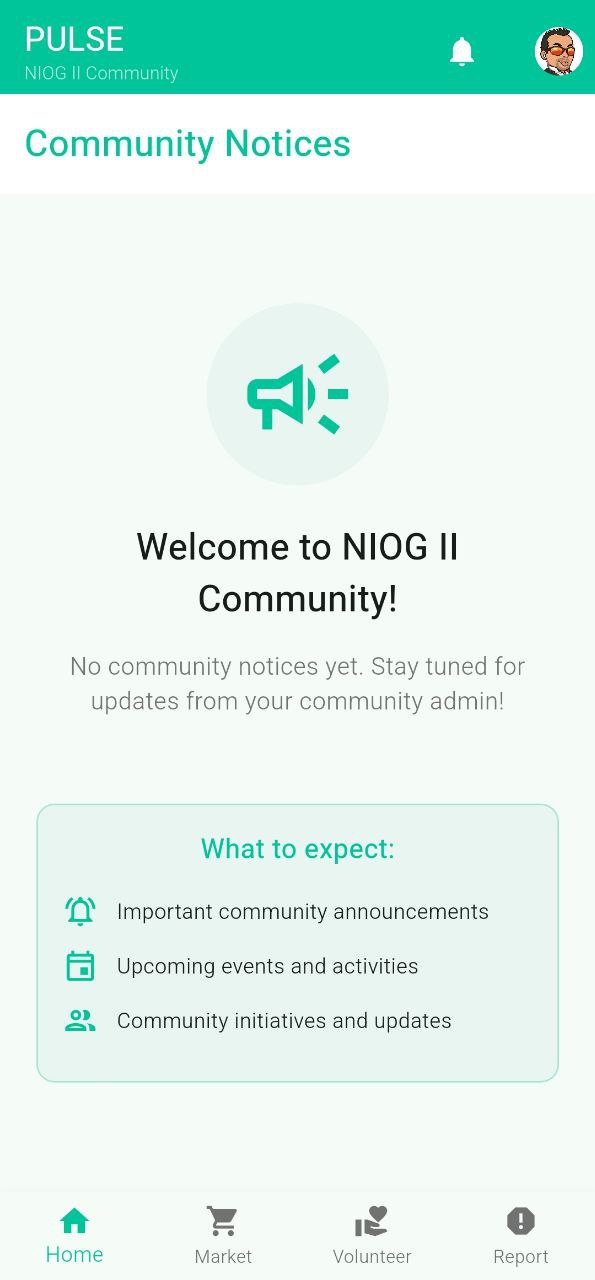 PULSE
NIOG II Community
Community Notices
Welcome to NIOG II
Community!
No community notices yet. Stay tuned for
updates from your community admin!
What to expect:
Important community announcements
Upcoming events and activities
Community initiatives and updates
Home
Market
Volunteer
Report